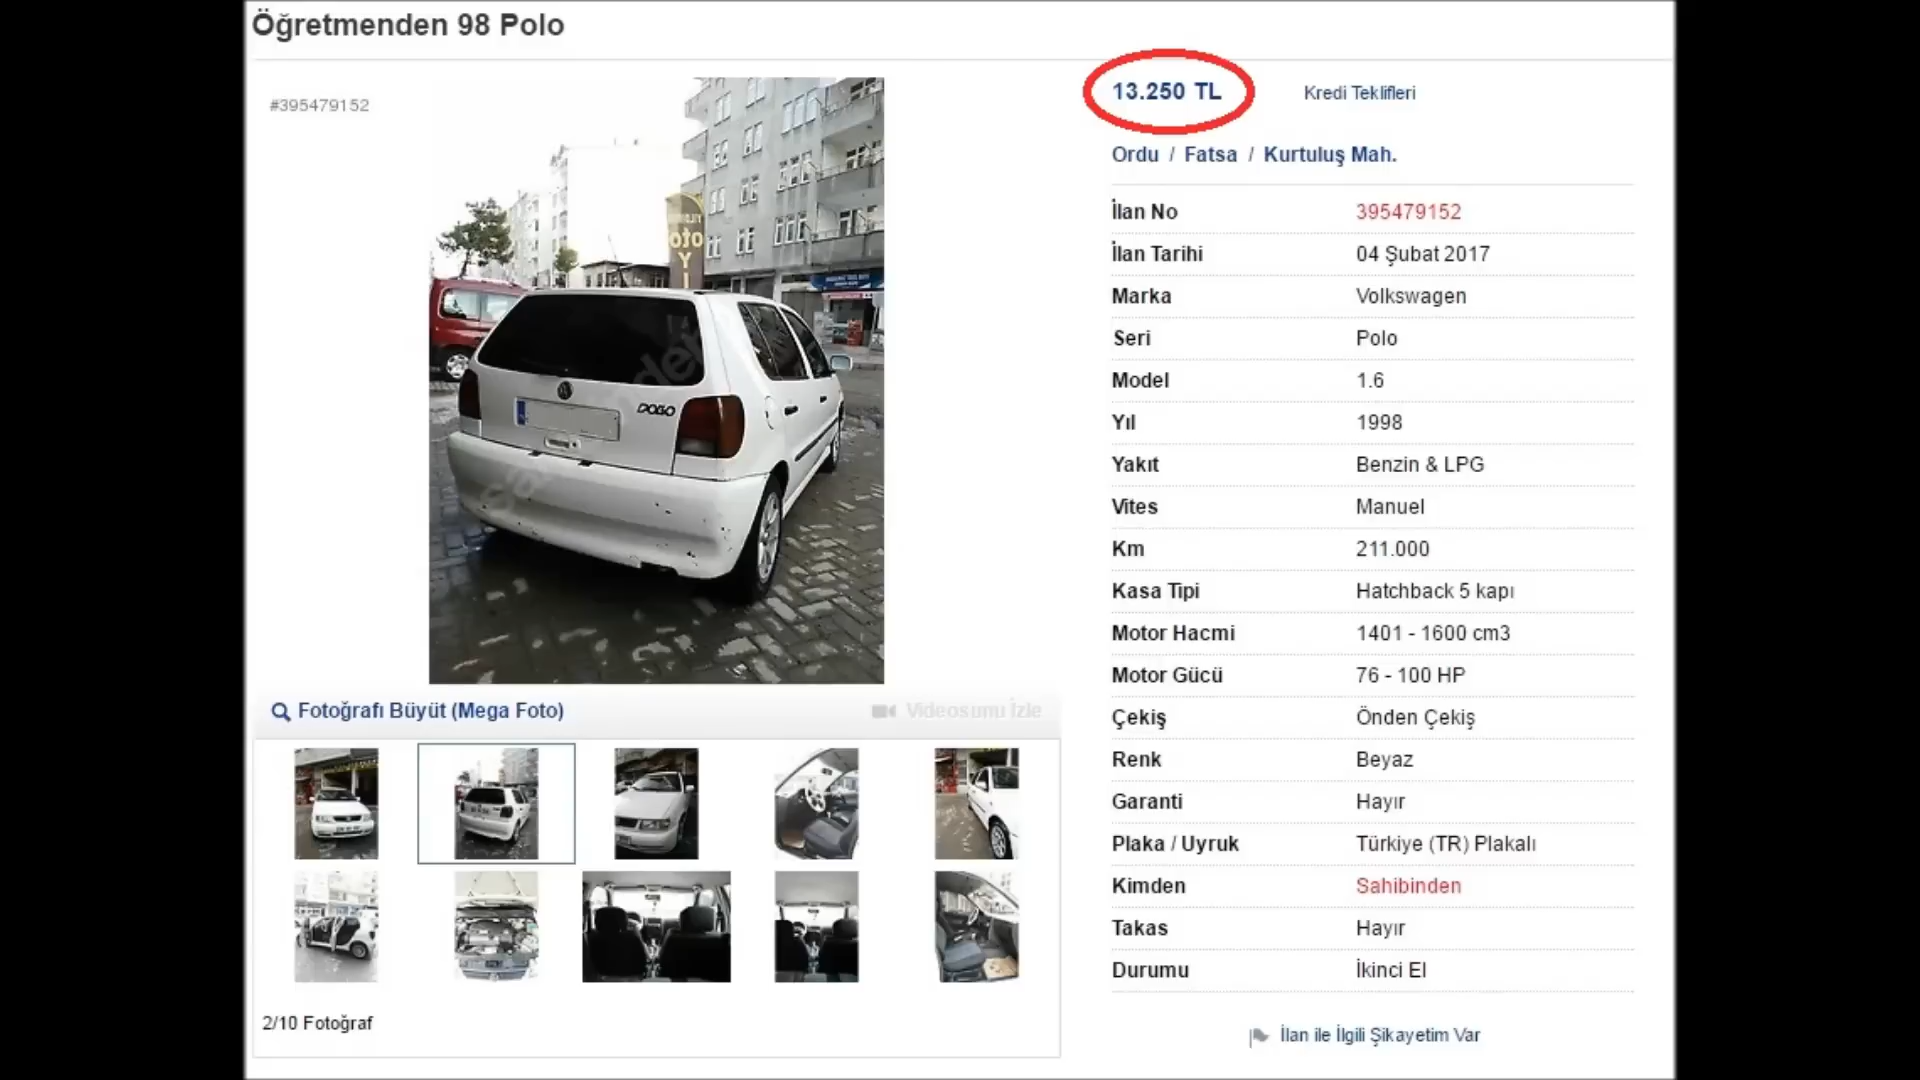 Öğretmenden 98 Polo
#395479152
13.250 TL
Kredi Teklifleri
Ordu / Fatsa / Kurtuluş Mah.
İlan No 395479152
İlan Tarihi 04 Şubat 2017
Marka Volkswagen
Seri Polo
Model 1.6
Yıl 1998
Yakıt Benzin & LPG
Vites Manuel
Km 211.000
Kasa Tipi Hatchback 5 kapı
Motor Hacmi 1401 - 1600 cm3
Motor Gücü 76 - 100 HP
Çekiş Önden Çekiş
Renk Beyaz
Garanti Hayır
Plaka / Uyruk Türkiye (TR) Plakalı
Kimden Sahibinden
Takas Hayır
Durumu İkinci El
İlan ile İlgili Şikayetim Var
oto
Y
POLO
Fotoğrafı Büyüt (Mega Foto)
Videosunu İzle
2/10 Fotoğraf